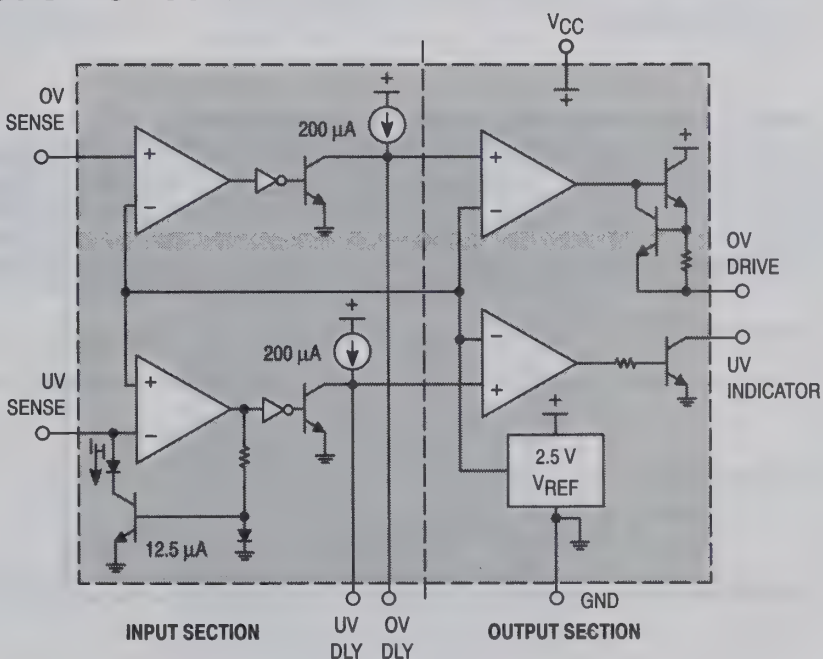 VCC
OV
SENSE
200 µA
+
+
−
+
+
−
OV
DRIVE
+
200 µA
UV
SENSE
+
−
IH
12.5 µA
−
+
+
2.5 V
VREF
UV
INDICATOR
GND
INPUT SECTION
UV
DLY
OV
DLY
OUTPUT SECTION